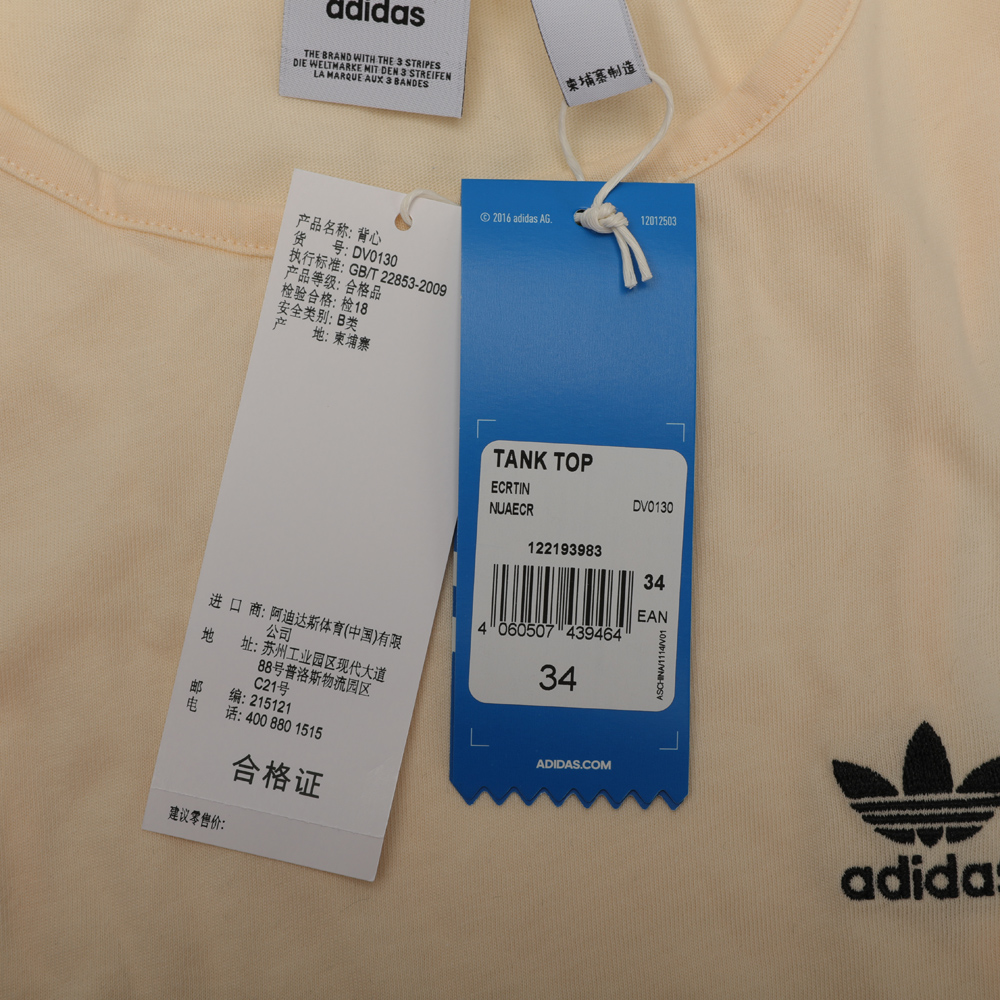 adidas
THE BRAND WITH THE 3 STRIPES
DIE WELTMARKE MIT DEN 3 STREIFEN
LA MARQUE AUX 3 BANDES
柬埔寨制造
产品名称: 背心
货 号: DV0130
执行标准: GB/T 22853-2009
产品等级: 合格品
检验合格: 检18
安全类别: B类
产 地: 柬埔寨
进 口 商: 阿迪达斯体育(中国)有限
公司
地 址: 苏州工业园区现代大道
88号普洛斯物流园区
C21号
邮 编: 215121
电 话: 400 880 1515
合格证
建议零售价:
© 2016 adidas AG.
12012503
TANK TOP
ECRTIN
NUAECR
DV0130
122193983
34
EAN
4 060507 439464
34
ASCHINA/1114/V01
ADIDAS.COM
adidas